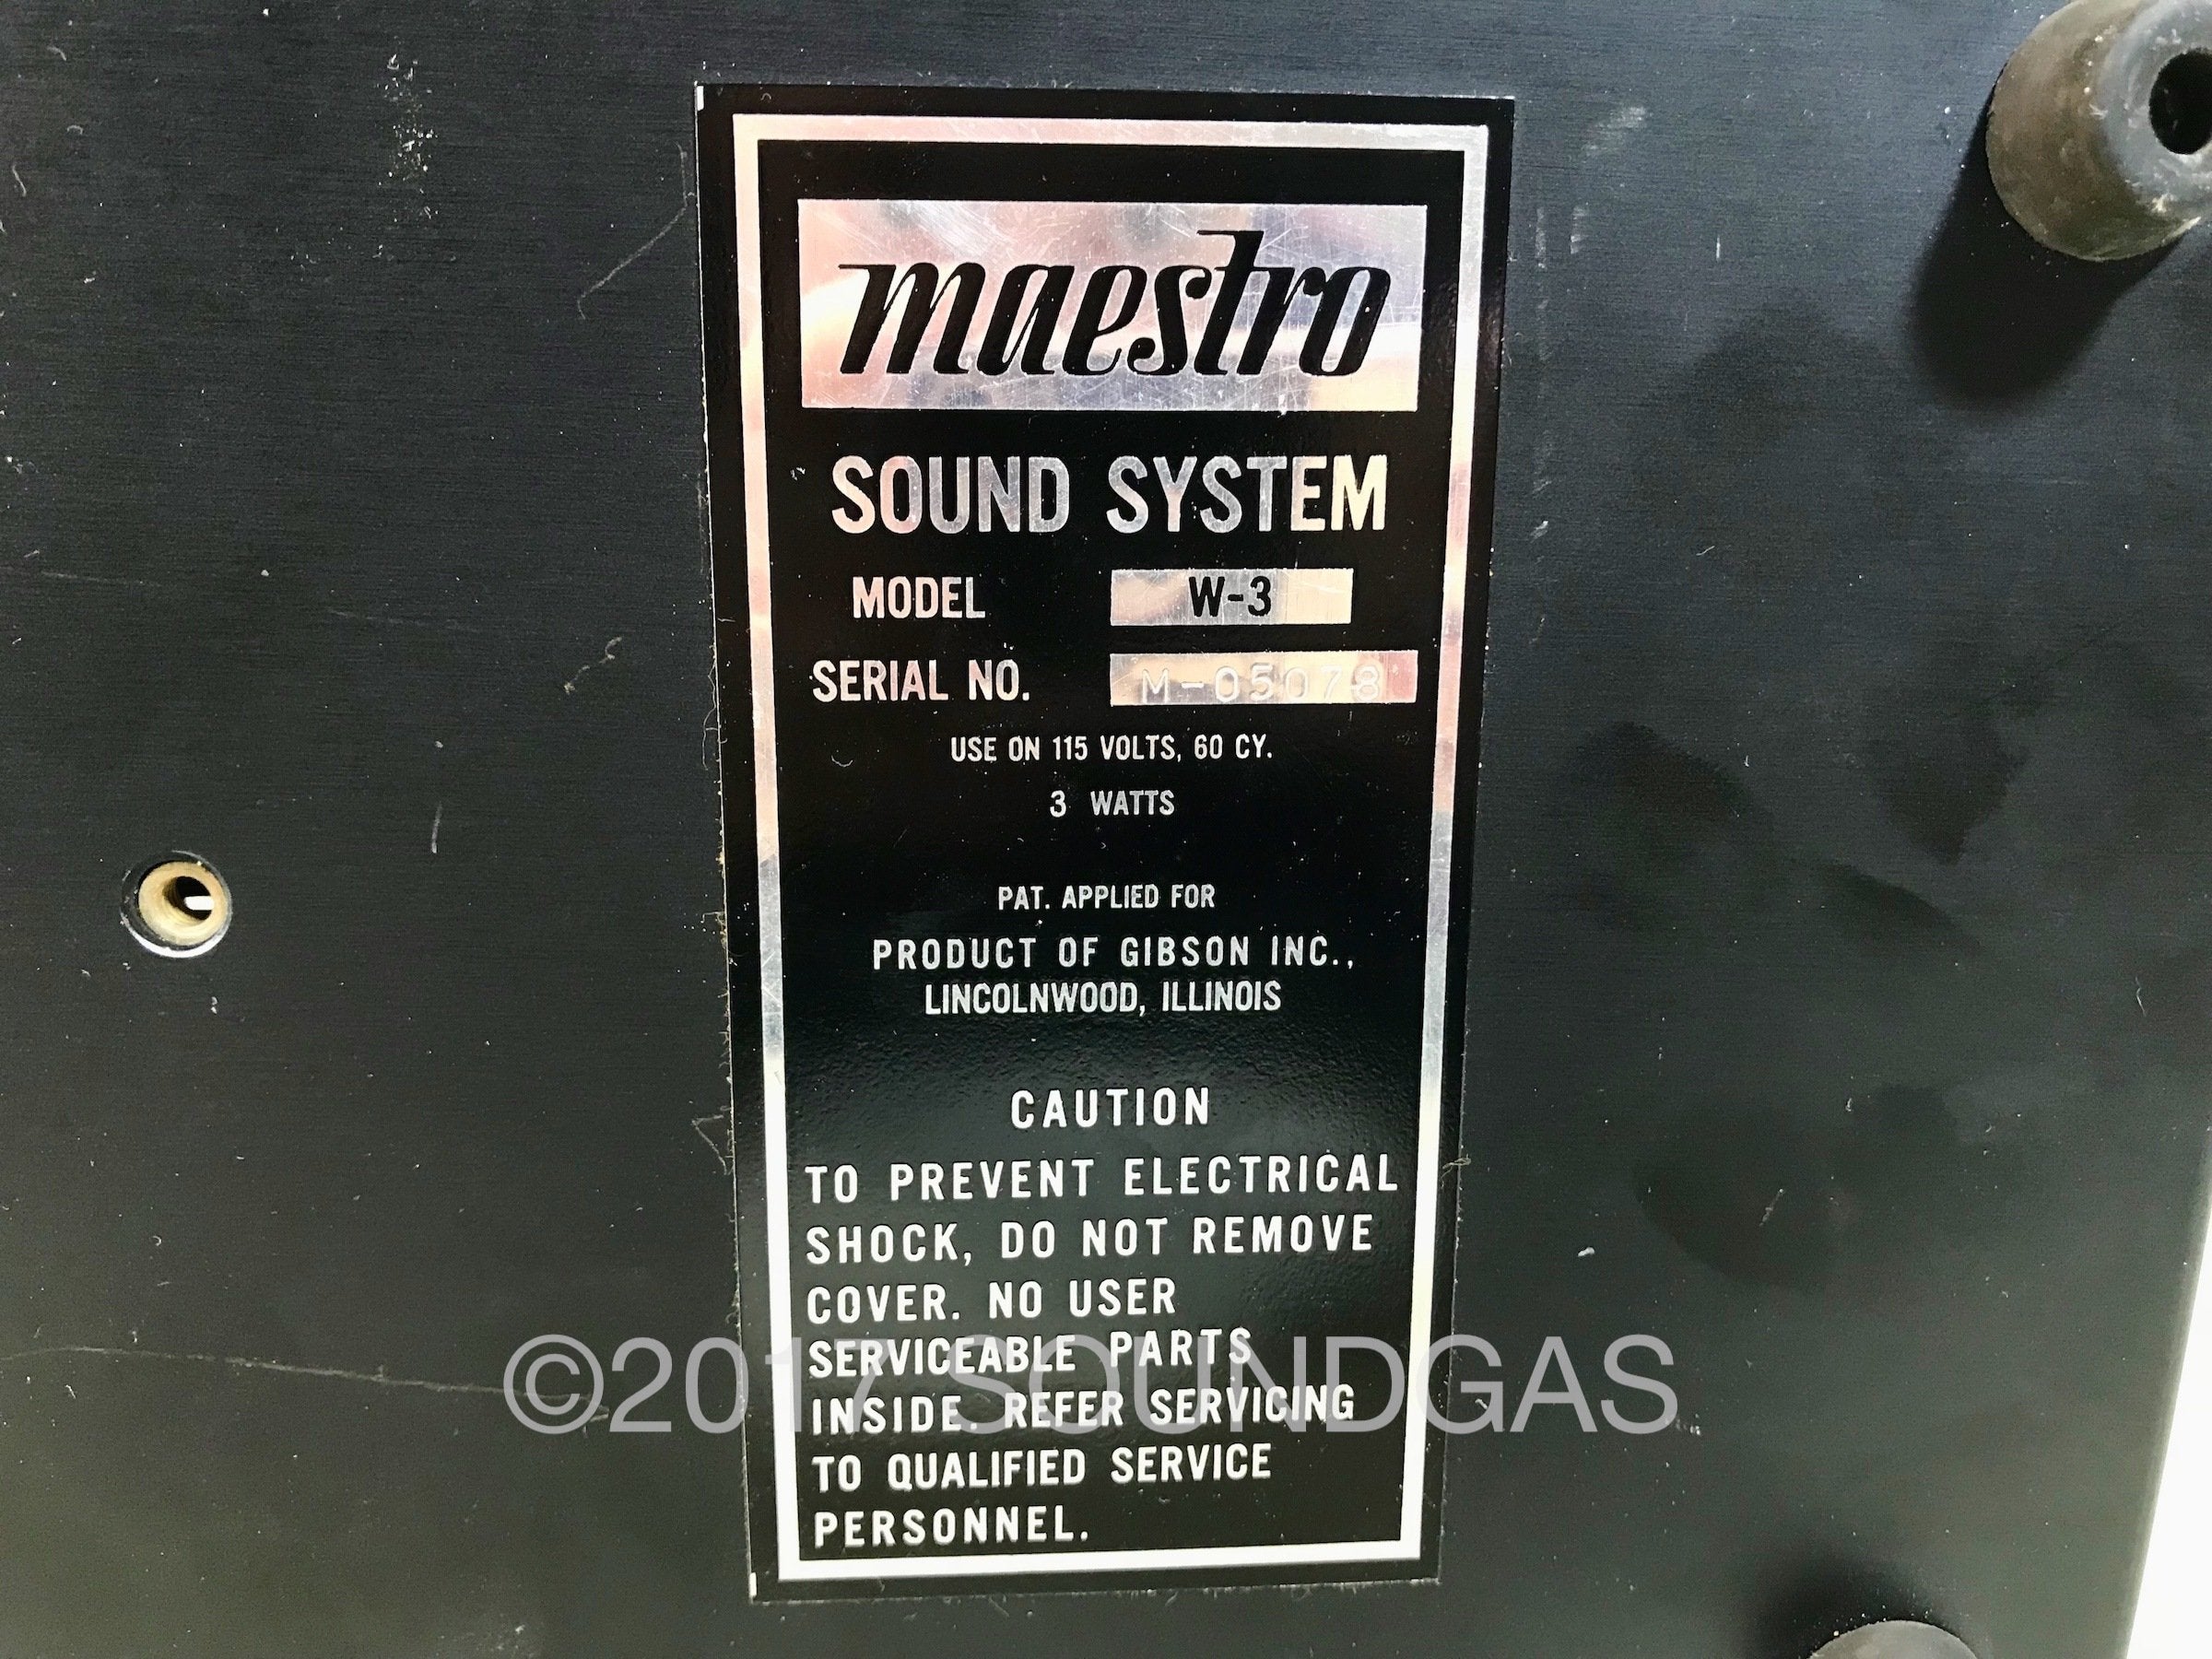 maestro
SOUND SYSTEM
MODEL W-3
SERIAL NO. M-05078
USE ON 115 VOLTS, 60 CY.
3 WATTS
PAT. APPLIED FOR
PRODUCT OF GIBSON INC.,
LINCOLNWOOD, ILLINOIS
CAUTION
TO PREVENT ELECTRICAL
SHOCK, DO NOT REMOVE
COVER. NO USER
SERVICEABLE PARTS
INSIDE. REFER SERVICING
TO QUALIFIED SERVICE
PERSONNEL.
©2017 SOUNDGAS